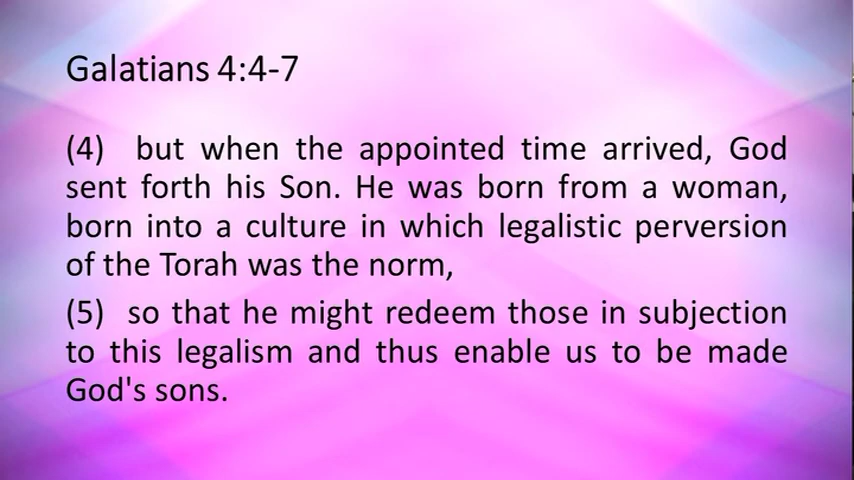 Galatians 4:4-7
(4) but when the appointed time arrived, God
sent forth his Son. He was born from a woman,
born into a culture in which legalistic perversion
of the Torah was the norm,
(5) so that he might redeem those in subjection
to this legalism and thus enable us to be made
God's sons.